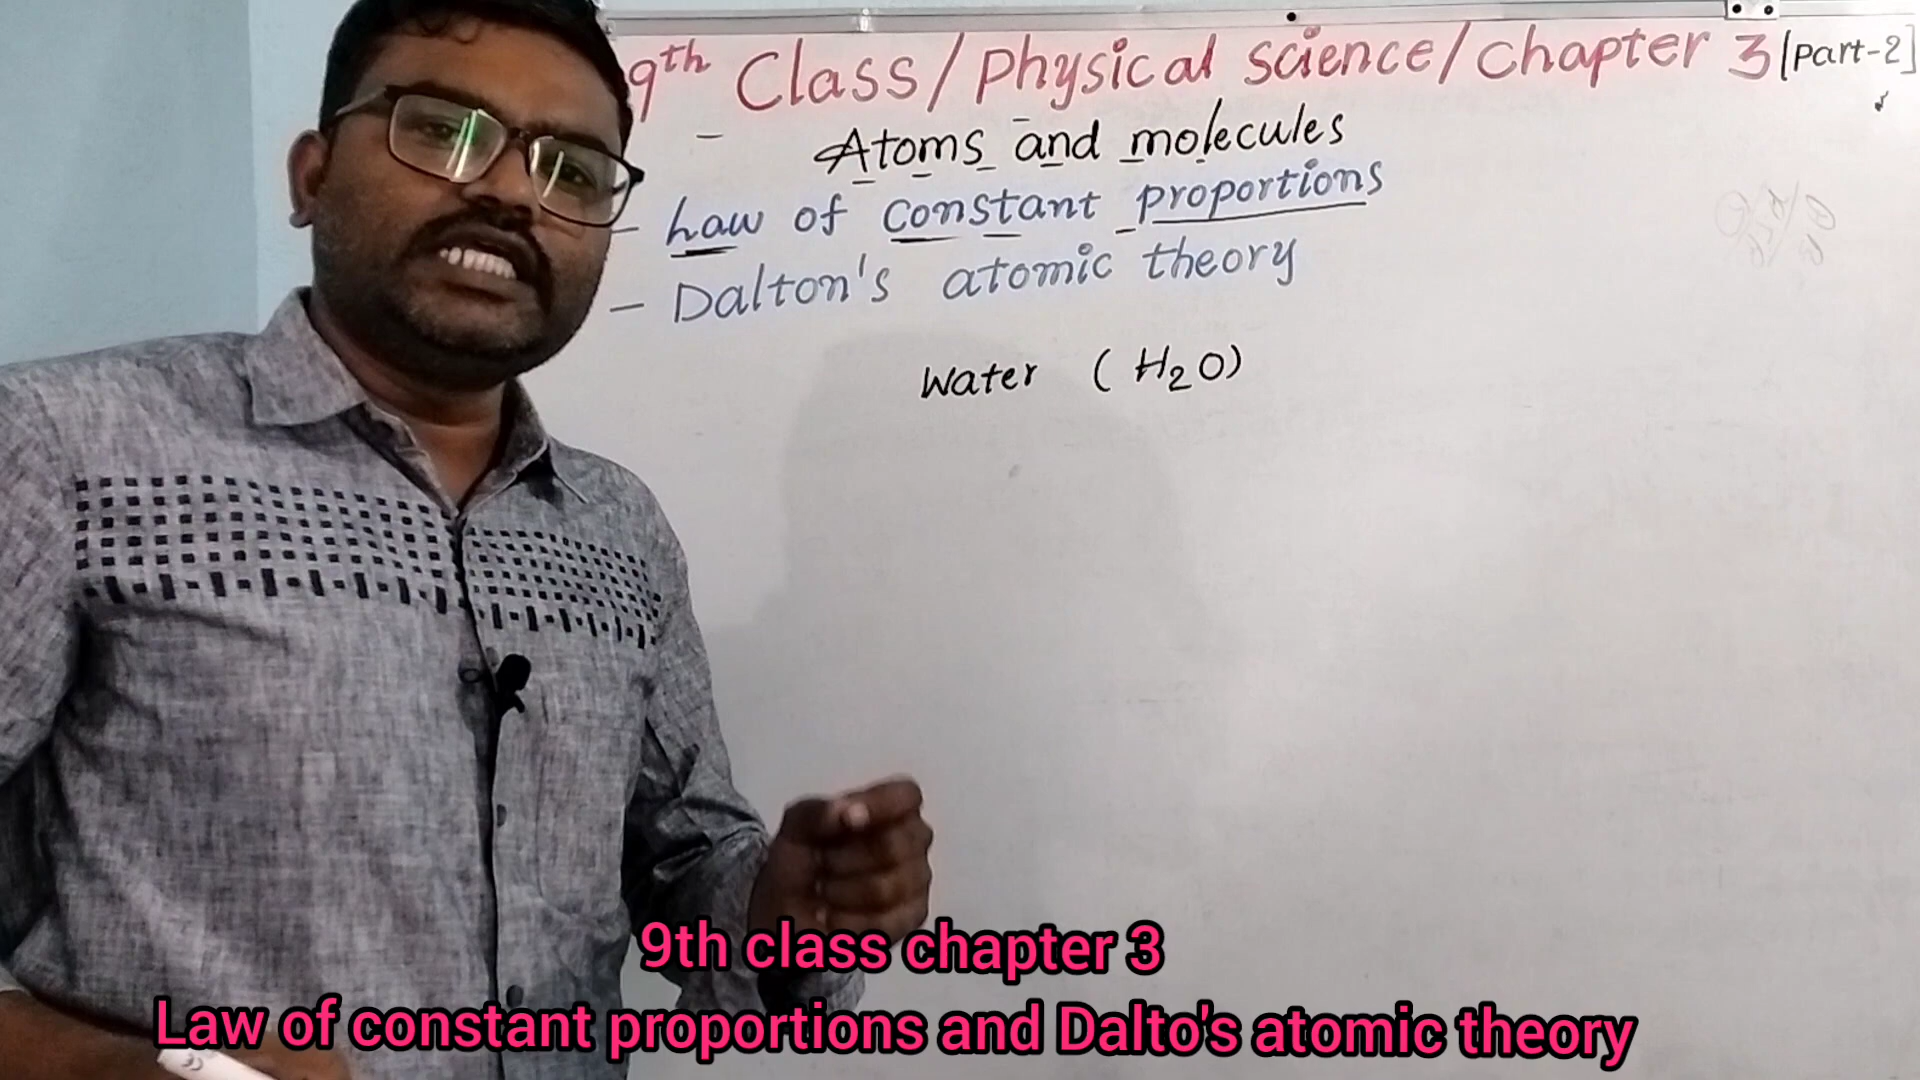 9th Class/Physical science/chapter 3 [Part-2]
Atoms and molecules
- Law of constant proportions
- Dalton's atomic theory
Water (H₂O)
9th class chapter 3
Law of constant proportions and Dalto's atomic theory